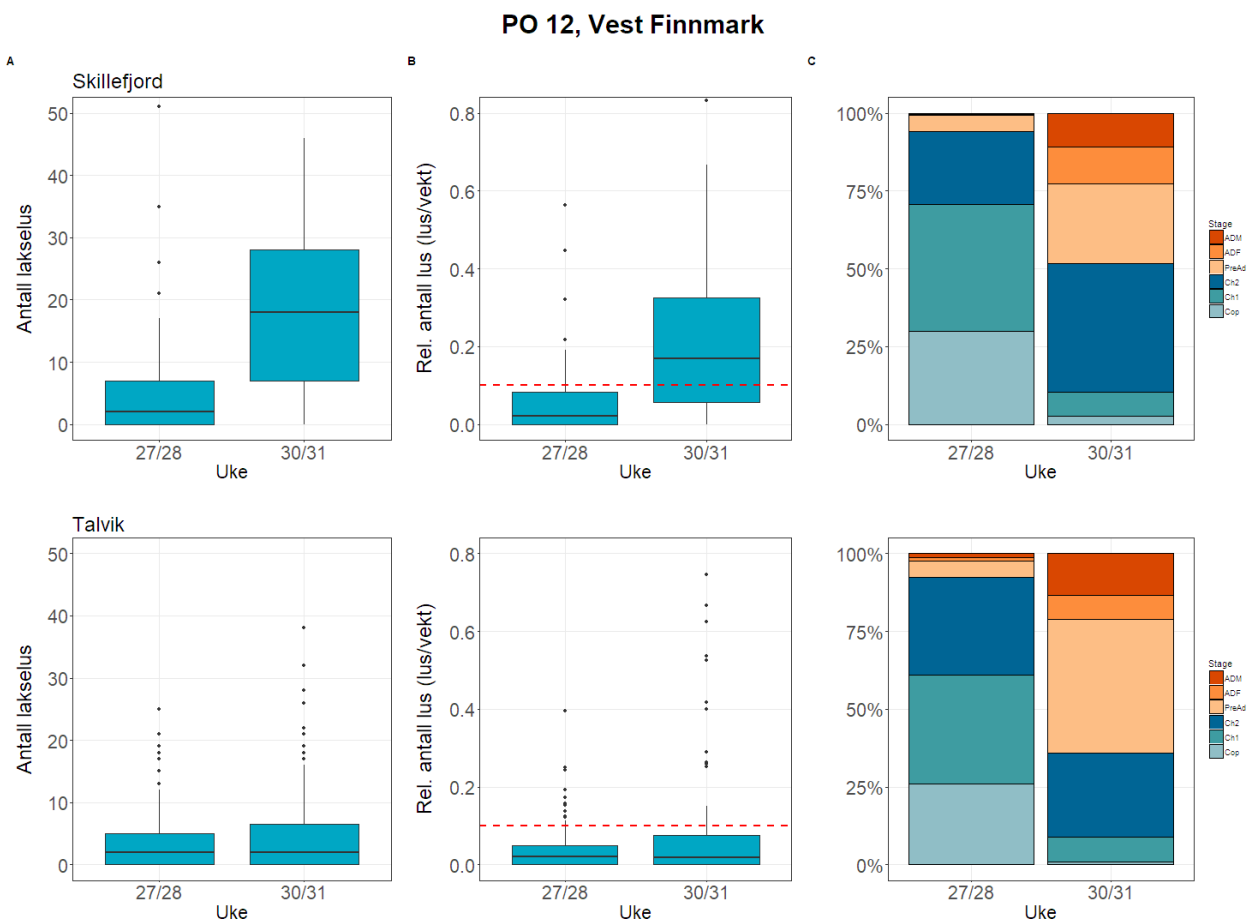 PO 12, Vest Finnmark
A
B
C
Skillefjord
Antall lakselus
50
40
30
20
10
0
27/28
30/31
Uke
Rel. antall lus (lus/vekt)
0.8
0.6
0.4
0.2
0.0
27/28
30/31
Uke
100%
75%
50%
25%
0%
27/28
30/31
Uke
Stage
ADM
ADF
PreAd
Ch2
Ch1
Cop
Talvik
Antall lakselus
50
40
30
20
10
0
27/28
30/31
Uke
Rel. antall lus (lus/vekt)
0.8
0.6
0.4
0.2
0.0
27/28
30/31
Uke
100%
75%
50%
25%
0%
27/28
30/31
Uke
Stage
ADM
ADF
PreAd
Ch2
Ch1
Cop